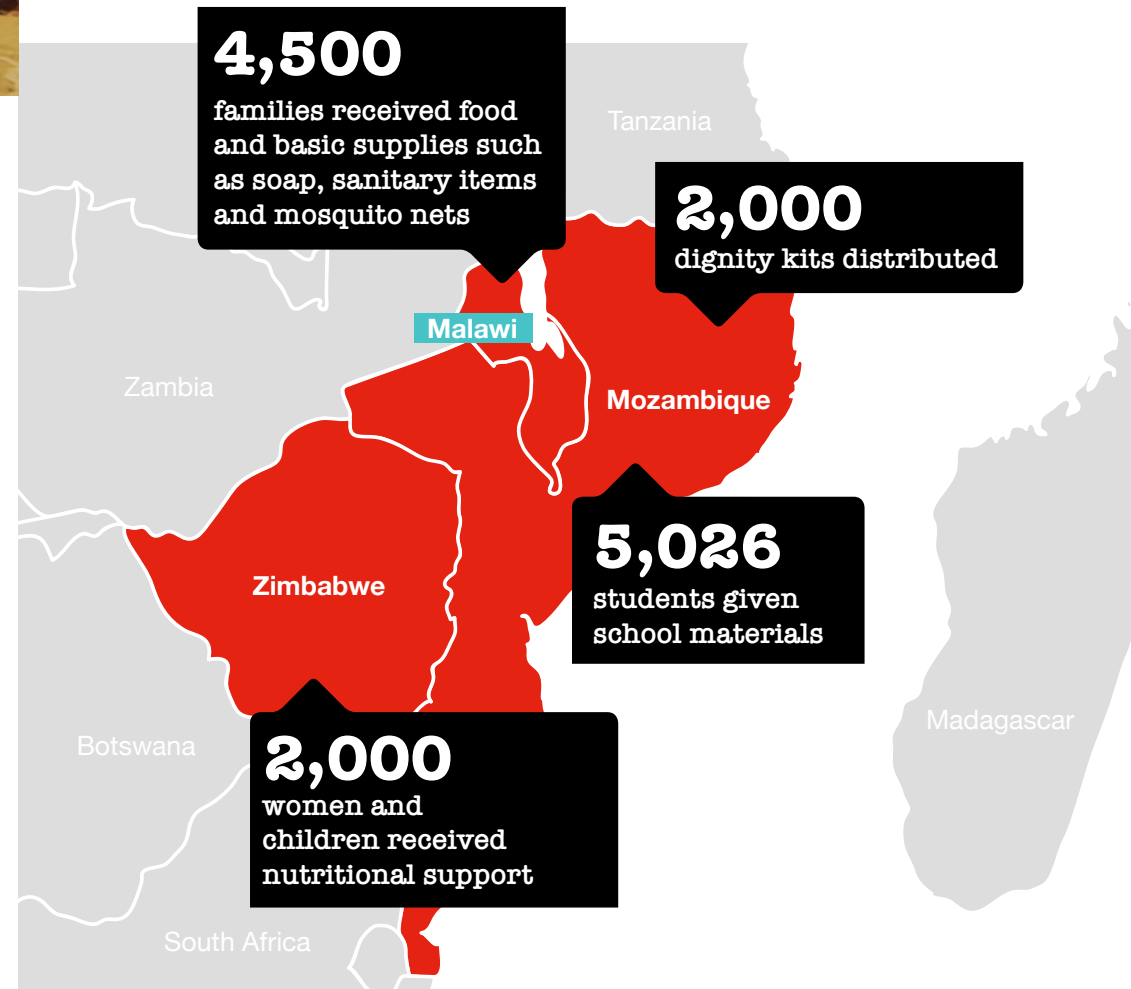 4,500
families received food
and basic supplies such
as soap, sanitary items
and mosquito nets
Tanzania
2,000
dignity kits distributed
Malawi
Zambia
Mozambique
5,026
students given
school materials
Zimbabwe
Botswana
2,000
women and
children received
nutritional support
Madagascar
South Africa